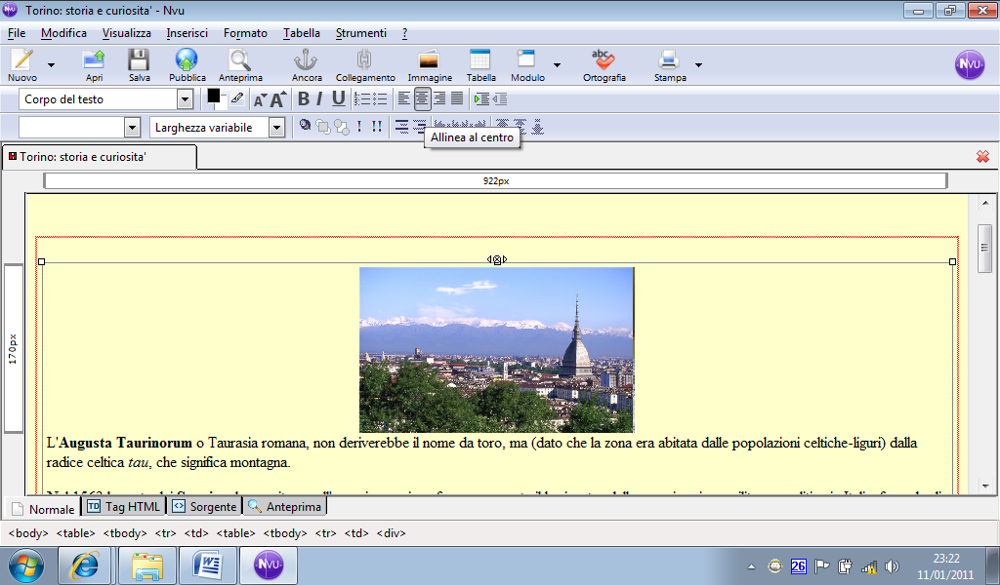 Torino: storia e curiosita' - Nvu
File Modifica Visualizza Inserisci Formato Tabella Strumenti ?
Nuovo Apri Salva Pubblica Anteprima Ancora Collegamento Immagine Tabella Modulo Ortografia Stampa
Corpo del testo
Larghezza variabile
Allinea al centro
Torino: storia e curiosita'
922px
170px
L'Augusta Taurinorum o Taurasia romana, non deriverebbe il nome da toro, ma (dato che la zona era abitata dalle popolazioni celtiche-liguri) dalla
radice celtica tau, che significa montagna.
Normale Tag HTML Sorgente Anteprima
<body> <table> <tbody> <tr> <td> <table> <tbody> <tr> <td> <div>
26
23:22
11/01/2011